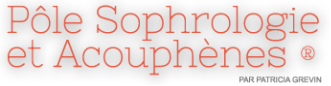 Pôle Sophrologie
et Acouphènes ®
PAR PATRICIA GREVIN